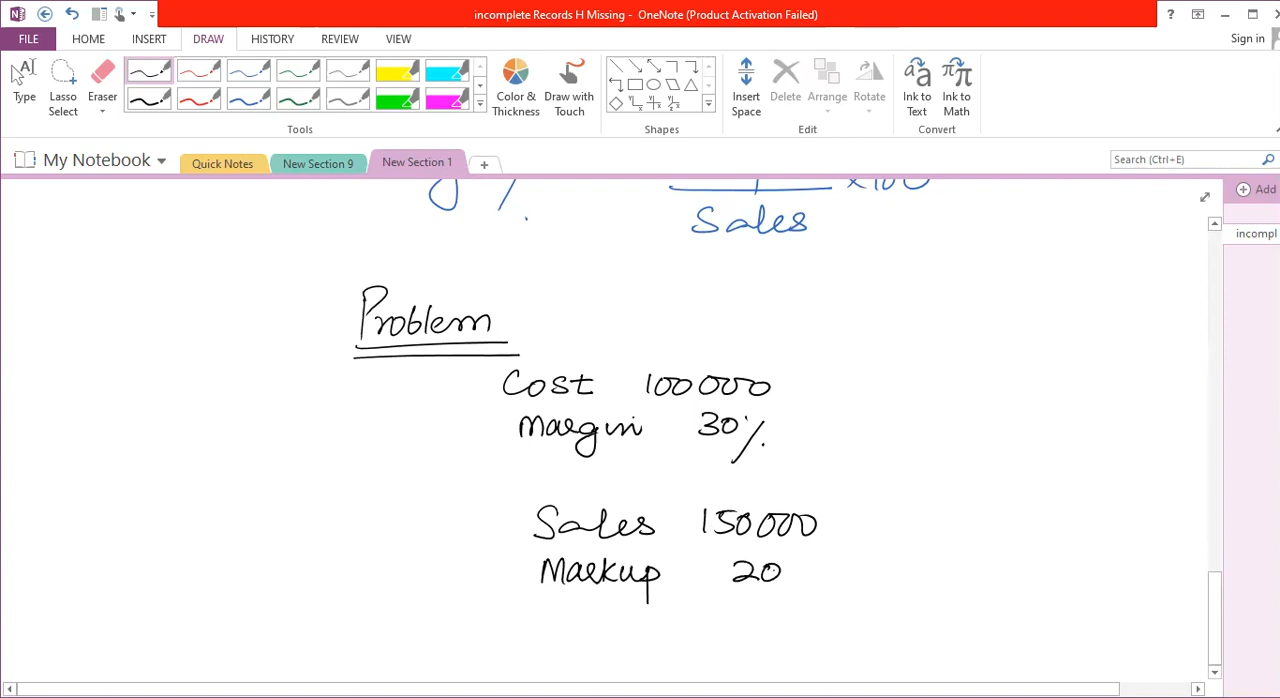 incomplete Records H Missing - OneNote (Product Activation Failed)
?
FILE HOME INSERT DRAW HISTORY REVIEW VIEW
Sign in
Type
Lasso Select
Eraser
Color & Thickness
Draw with Touch
Insert Space
Delete
Arrange
Rotate
Ink to Text
Ink to Math
Tools
Shapes
Edit
Convert
My Notebook
Quick Notes
New Section 9
New Section 1
Search (Ctrl+E)
Add
incompl
% ×100
Sales
Problem
Cost 100000
Margin 30%
Sales 150000
Markup 20